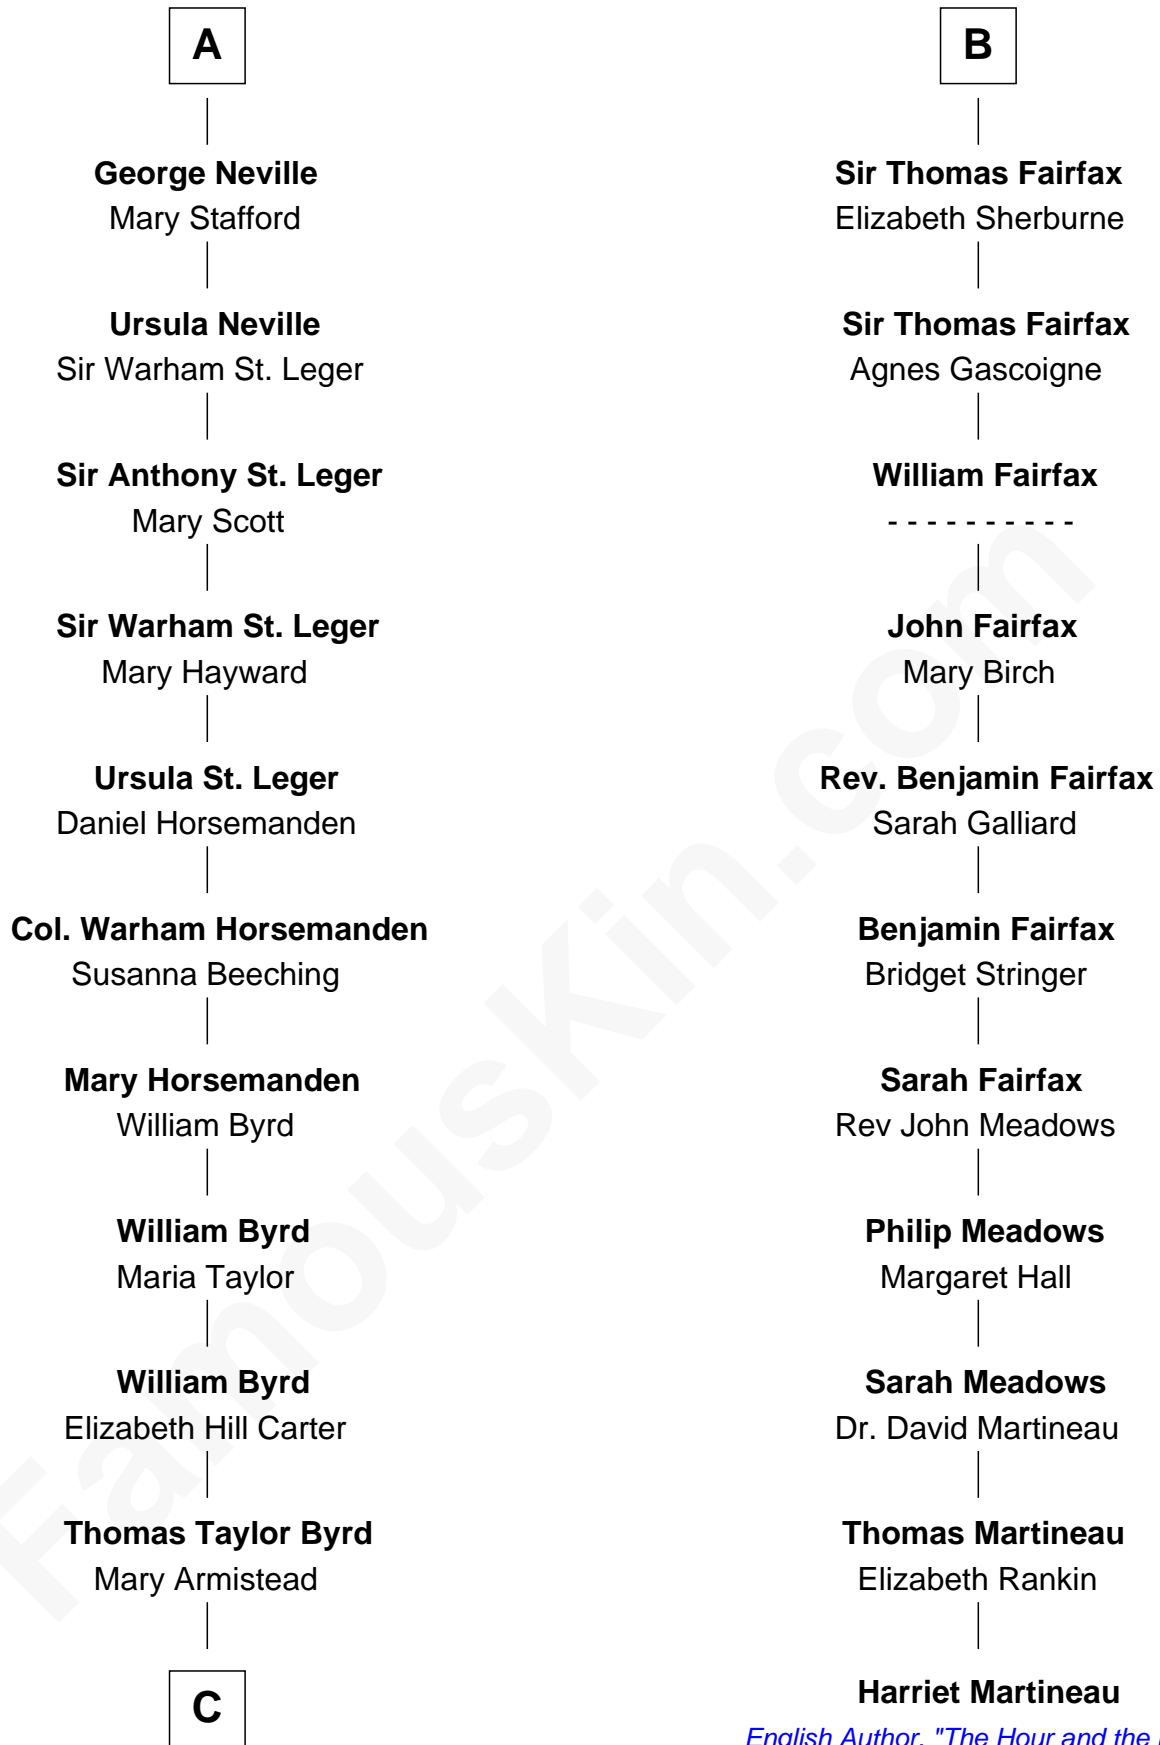 A
George Neville
Mary Stafford
Ursula Neville
Sir Warham St. Leger
Sir Anthony St. Leger
Mary Scott
Sir Warham St. Leger
Mary Hayward
Ursula St. Leger
Daniel Horsemanden
Col. Warham Horsemanden
Susanna Beeching
Mary Horsemanden
William Byrd
William Byrd
Maria Taylor
William Byrd
Elizabeth Hill Carter
Thomas Taylor Byrd
Mary Armistead
C
B
Sir Thomas Fairfax
Elizabeth Sherburne
Sir Thomas Fairfax
Agnes Gascoigne
William Fairfax
- - - - - - - - - -
John Fairfax
Mary Birch
Rev. Benjamin Fairfax
Sarah Galliard
Benjamin Fairfax
Bridget Stringer
Sarah Fairfax
Rev John Meadows
Philip Meadows
Margaret Hall
Sarah Meadows
Dr. David Martineau
Thomas Martineau
Elizabeth Rankin
Harriet Martineau
English Author, "The Hour and the
FamousKin.com